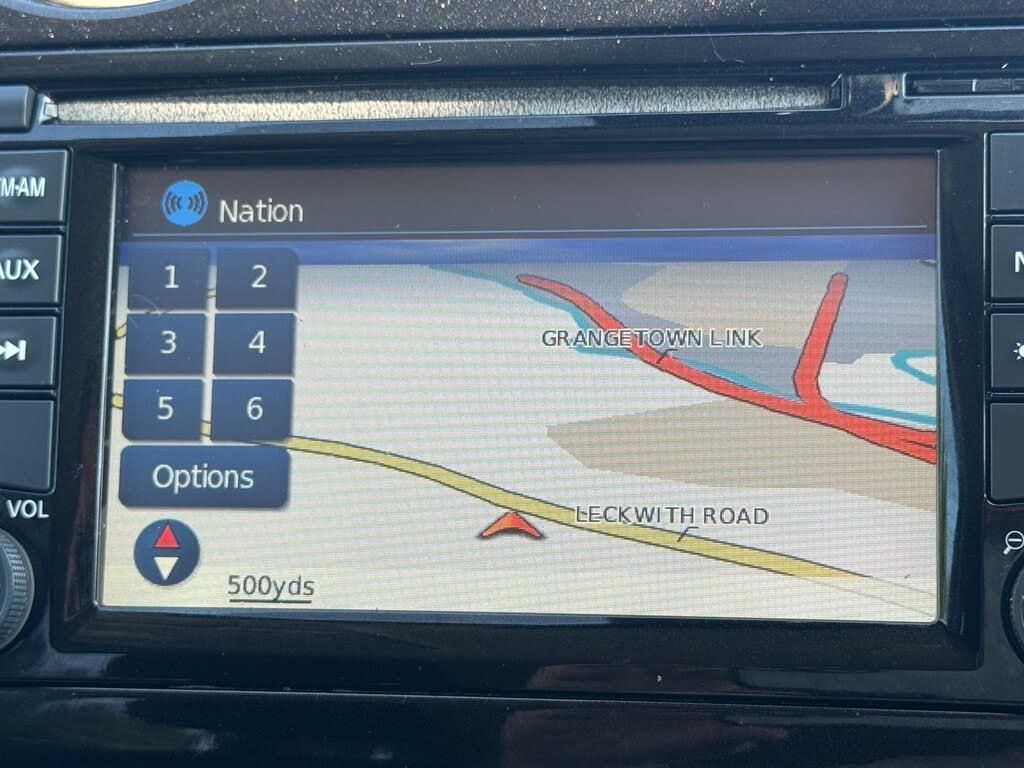 M·AM
AUX
VOL
Nation
1 2
3 4
5 6
Options
500yds
GRANGETOWN LINK
LECKWITH ROAD
N